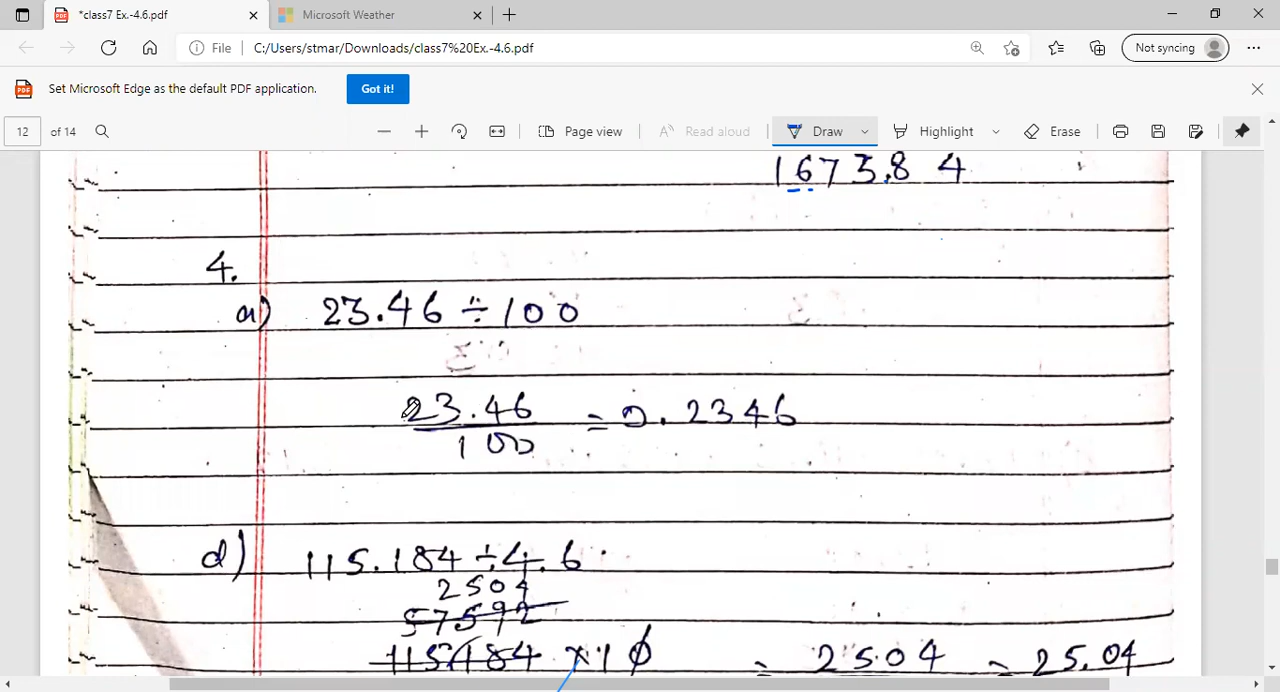 *class7 Ex.-4.6.pdf
Microsoft Weather
File C:/Users/stmar/Downloads/class7%20Ex.-4.6.pdf
Not syncing
Set Microsoft Edge as the default PDF application. Got it!
12 of 14 Page view Read aloud Draw Highlight Erase
1673.84
4.
a) 23.46 ÷ 100
23.46
100
= 0.2346
d) 115.184 ÷ 4.6
2504
57592
115184 × 10
= 2504 = 25.04